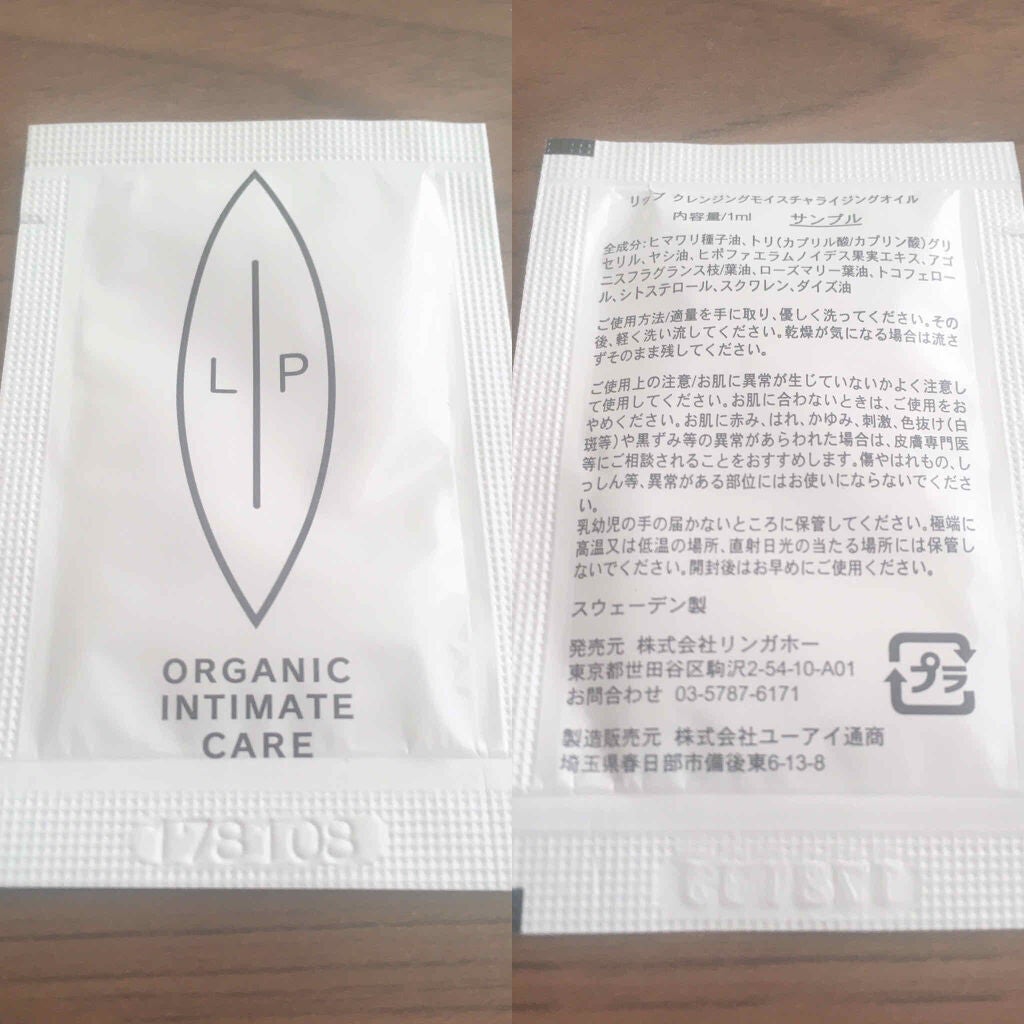 L P
ORGANIC
INTIMATE
CARE
178108
リップ クレンジングモイスチャライジングオイル
内容量/1ml サンプル
全成分:ヒマワリ種子油、トリ(カプリル酸/カプリン酸)グリ
セリル、ヤシ油、ヒポファエラムノイデス果実エキス、アゴ
ニスフラグランス枝/葉油、ローズマリー葉油、トコフェロー
ル、シトステロール、スクワレン、ダイズ油
ご使用方法/適量を手に取り、優しく洗ってください。その
後、軽く洗い流してください。乾燥が気になる場合は流さ
ずそのまま残してください。
ご使用上の注意/お肌に異常が生じていないかよく注意し
て使用してください。お肌に合わないときは、ご使用をお
やめください。お肌に赤み、はれ、かゆみ、刺激、色抜け(白
斑等)や黒ずみ等の異常があらわれた場合は、皮膚専門医
等にご相談されることをおすすめします。傷やはれもの、し
っしん等、異常がある部位にはお使いにならないでくださ
い。
乳幼児の手の届かないところに保管してください。極端に
高温又は低温の場所、直射日光の当たる場所には保管し
ないでください。開封後はお早めにご使用ください。
スウェーデン製
発売元 株式会社リンガホー
東京都世田谷区駒沢2-54-10-A01
お問合わせ 03-5787-6171
プラ
製造販売元 株式会社ユーアイ通商
埼玉県春日部市備後東6-13-8